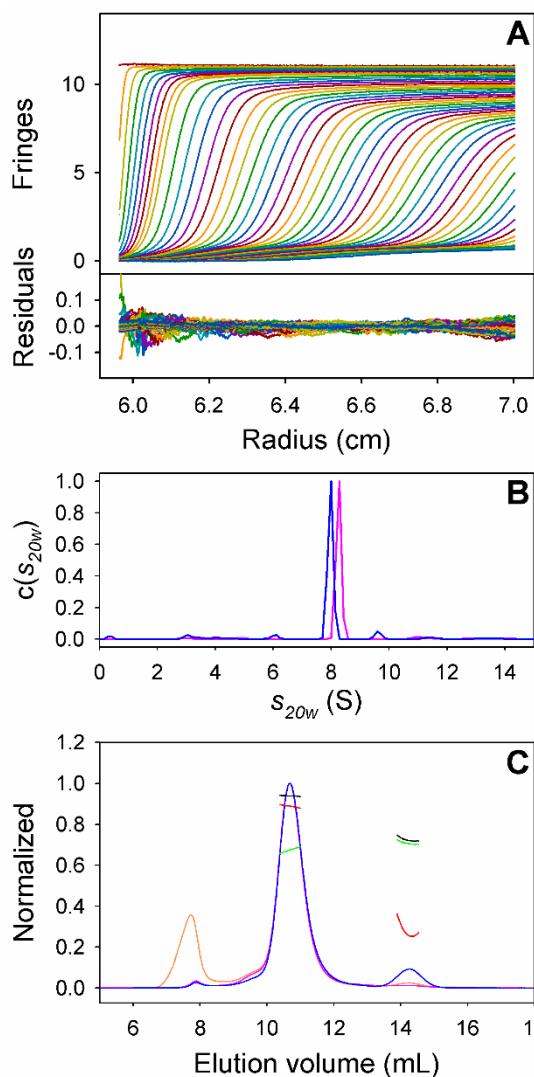 A
10
5
0
Fringes
0.1
0.0
-0.1
Residuals
6.0 6.2 6.4 6.6 6.8 7.0
Radius (cm)
B
1.0
0.8
0.6
0.4
0.2
0.0
c(s20w)
0 2 4 6 8 10 12 14
s20w (S)
C
1.2
1.0
0.8
0.6
0.4
0.2
0.0
Normalized
6 8 10 12 14 16 18
Elution volume (mL)